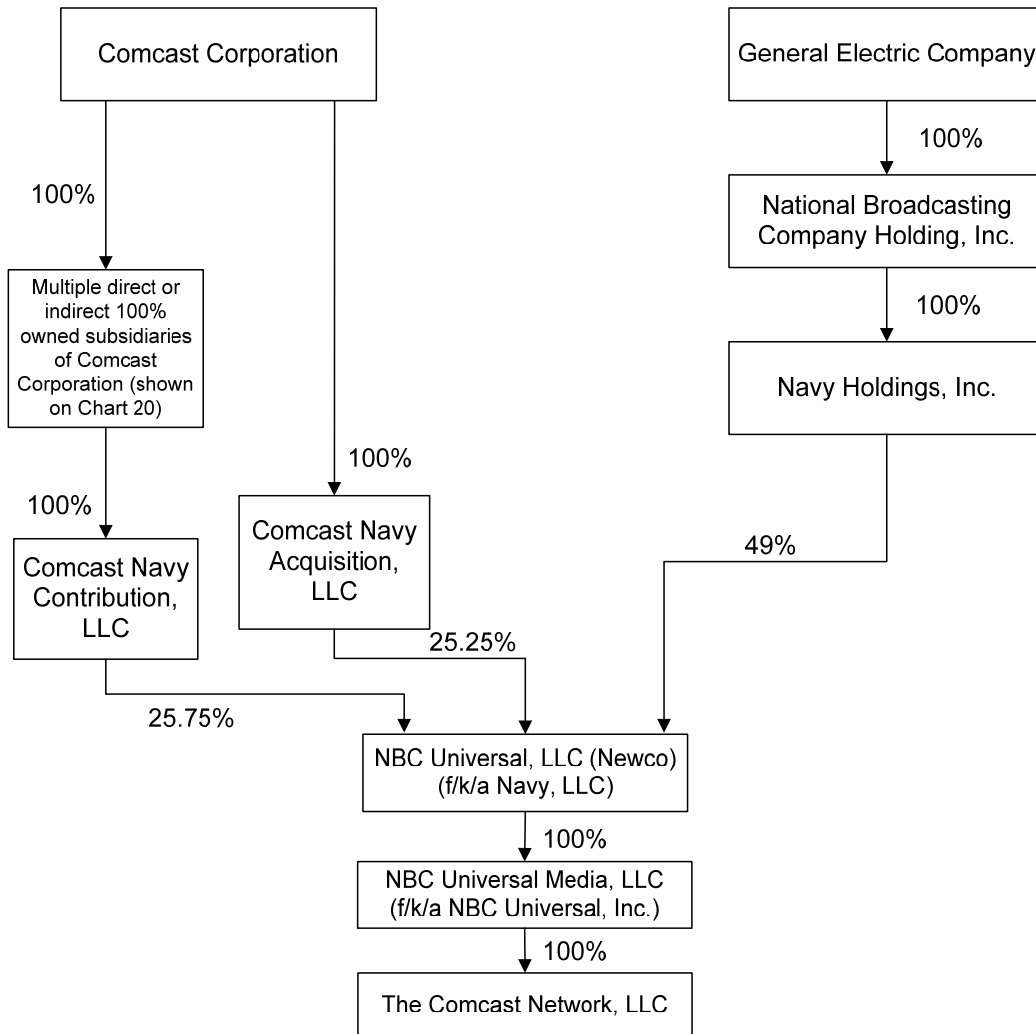 Comcast Corporation
General Electric Company
100%
National Broadcasting
Company Holding, Inc.
100%
Navy Holdings, Inc.
100%
Multiple direct or
indirect 100%
owned subsidiaries
of Comcast
Corporation (shown
on Chart 20)
100%
Comcast Navy
Contribution,
LLC
100%
Comcast Navy
Acquisition,
LLC
49%
25.25%
25.75%
NBC Universal, LLC (Newco)
(f/k/a Navy, LLC)
100%
NBC Universal Media, LLC
(f/k/a NBC Universal, Inc.)
100%
The Comcast Network, LLC